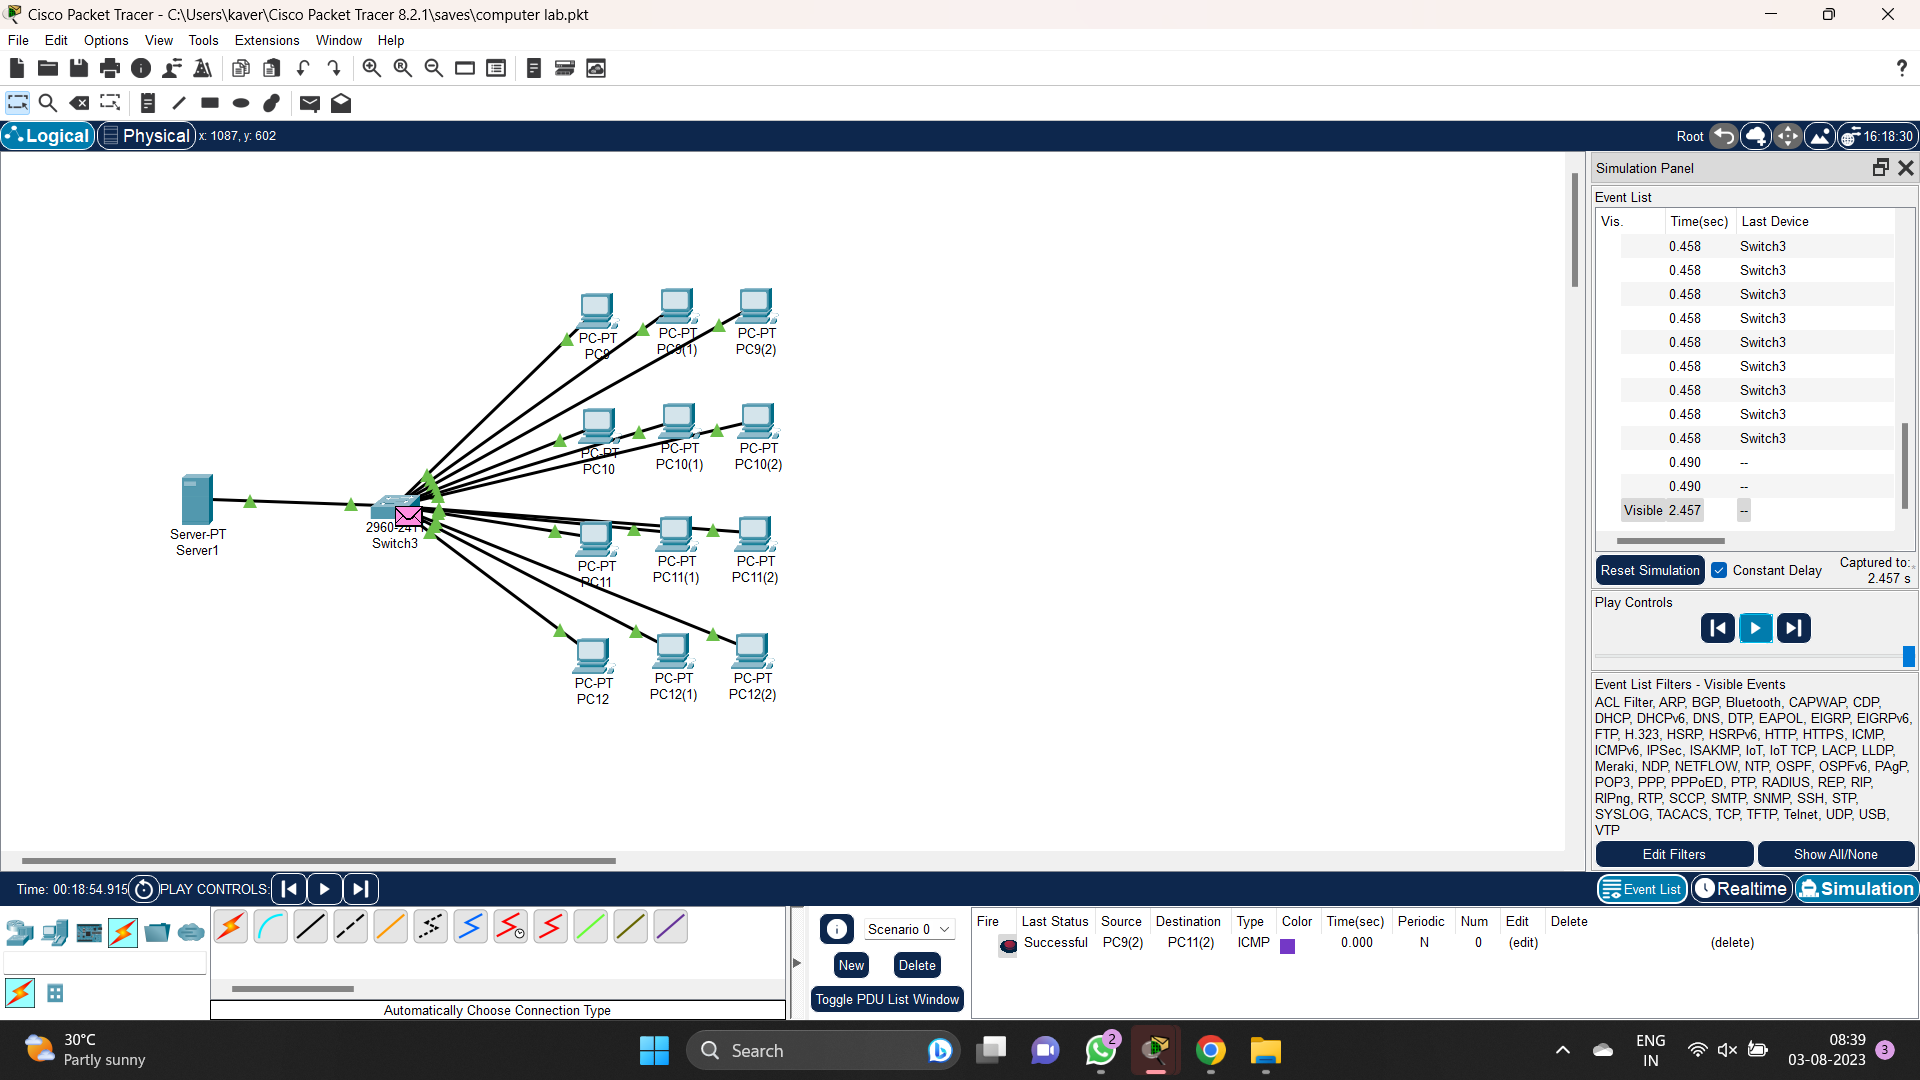 Cisco Packet Tracer - C:\Users\kaver\Cisco Packet Tracer 8.2.1\saves\computer lab.pkt
File Edit Options View Tools Extensions Window Help
?
Logical Physical x: 1087, y: 602
Root 16:18:30
Simulation Panel
Event List
Vis. Time(sec) Last Device
0.458 Switch3
0.458 Switch3
0.458 Switch3
0.458 Switch3
0.458 Switch3
0.458 Switch3
0.458 Switch3
0.458 Switch3
0.458 Switch3
0.490 --
0.490 --
Visible 2.457 --
Reset Simulation Constant Delay Captured to:
2.457 s
Play Controls
Event List Filters - Visible Events
ACL Filter, ARP, BGP, Bluetooth, CAPWAP, CDP,
DHCP, DHCPv6, DNS, DTP, EAPOL, EIGRP, EIGRPv6,
FTP, H.323, HSRP, HSRPv6, HTTP, HTTPS, ICMP,
ICMPv6, IPSec, ISAKMP, IoT, IoT TCP, LACP, LLDP,
Meraki, NDP, NETFLOW, NTP, OSPF, OSPFv6, PAgP,
POP3, PPP, PPPoED, PTP, RADIUS, REP, RIP,
RIPng, RTP, SCCP, SMTP, SNMP, SSH, STP,
SYSLOG, TACACS, TCP, TFTP, Telnet, UDP, USB,
VTP
Edit Filters Show All/None
Event List Realtime Simulation
PC-PT
PC9
PC-PT
PC9(1)
PC-PT
PC9(2)
PC-PT
PC10
PC-PT
PC10(1)
PC-PT
PC10(2)
Server-PT
Server1
Switch3
PC-PT
PC11
PC-PT
PC11(1)
PC-PT
PC11(2)
PC-PT
PC12
PC-PT
PC12(1)
PC-PT
PC12(2)
Time: 00:18:54.915 PLAY CONTROLS:
Automatically Choose Connection Type
Scenario 0
New Delete
Toggle PDU List Window
Fire Last Status Source Destination Type Color Time(sec) Periodic Num Edit Delete
Successful PC9(2) PC11(2) ICMP 0.000 N 0 (edit) (delete)
30°C
Partly sunny
Search
2
ENG
IN
08:39
03-08-2023
3